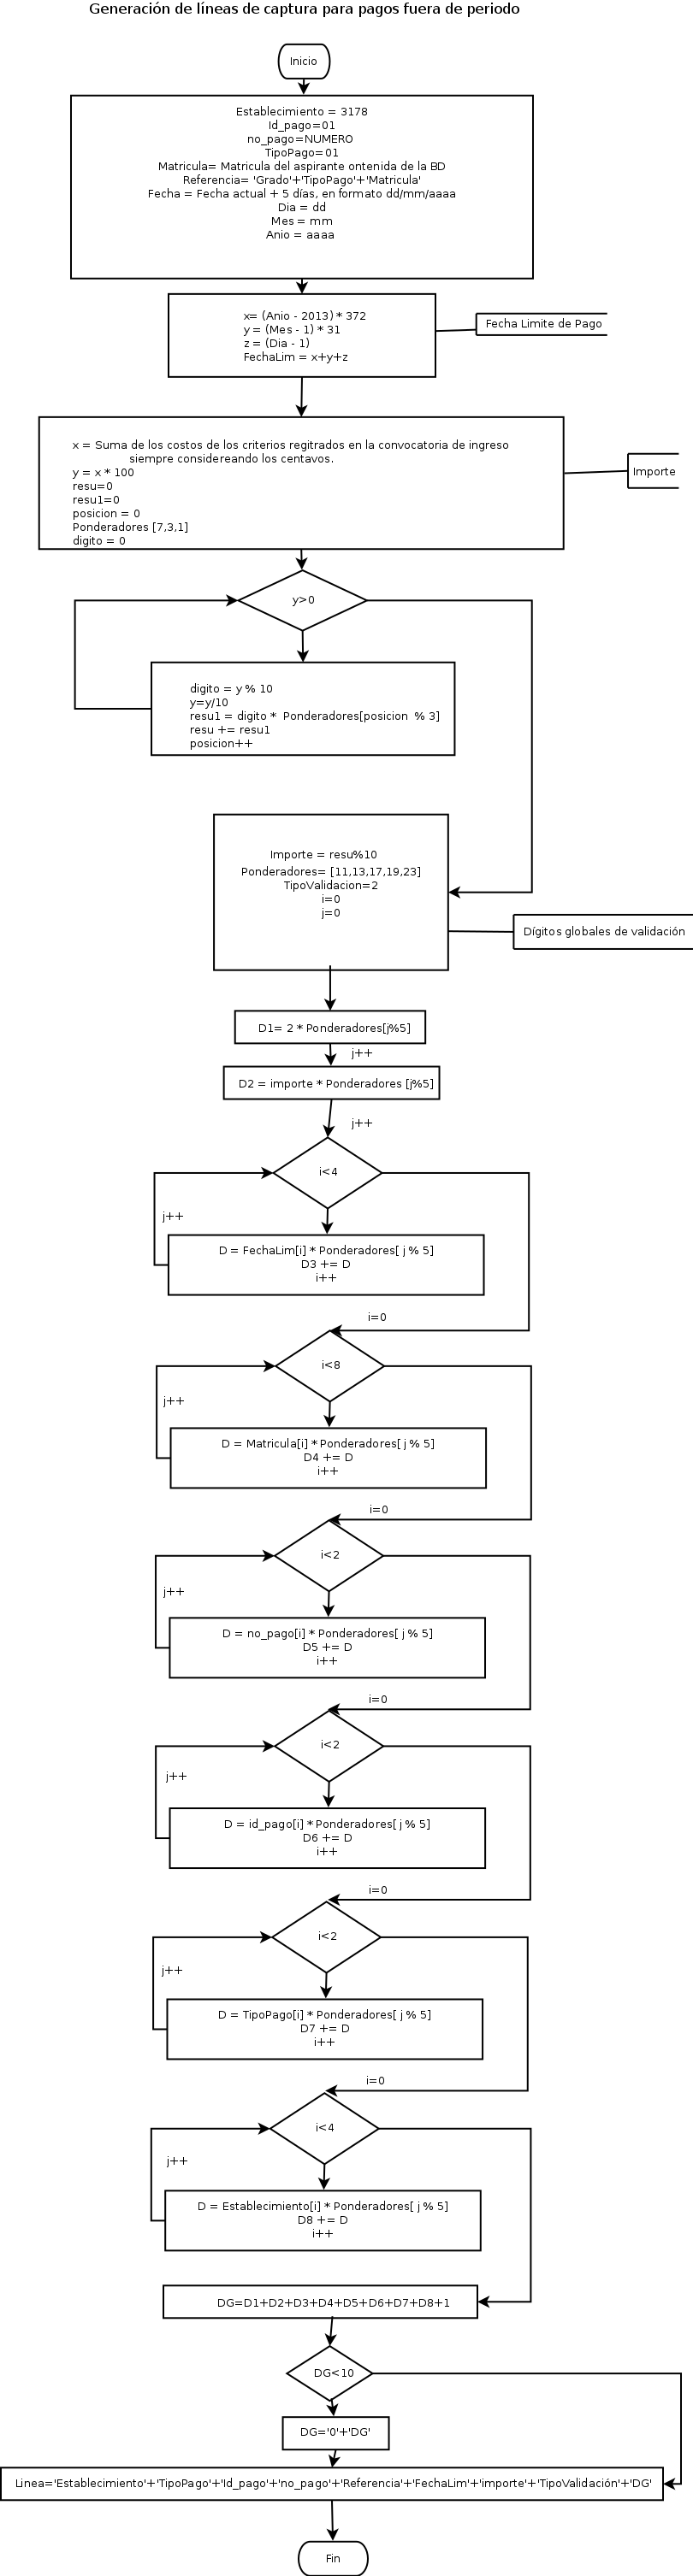 Generación de líneas de captura para pagos fuera de periodo
Inicio
Establecimiento = 3178
Id_pago=01
no_pago=NUMERO
TipoPago=01
Matricula= Matricula del aspirante ontenida de la BD
Referencia= 'Grado'+'TipoPago'+'Matricula'
Fecha = Fecha actual + 5 días, en formato dd/mm/aaaa
Dia = dd
Mes = mm
Anio = aaaa
x= (Anio - 2013) * 372
y = (Mes - 1) * 31
z = (Dia - 1)
FechaLim = x+y+z
Fecha Limite de Pago
x = Suma de los costos de los criterios regitrados en la convocatoria de ingreso
siempre considereando los centavos.
y = x * 100
resu=0
resu1=0
posicion = 0
Ponderadores [7,3,1]
digito = 0
Importe
y>0
digito = y % 10
y=y/10
resu1 = digito * Ponderadores[posicion % 3]
resu += resu1
posicion++
Importe = resu%10
Ponderadores= [11,13,17,19,23]
TipoValidacion=2
i=0
j=0
Dígitos globales de validación
D1= 2 * Ponderadores[j%5]
j++
D2 = importe * Ponderadores [j%5]
j++
i<4
j++
D = FechaLim[i] * Ponderadores[ j % 5]
D3 += D
i++
i=0
i<8
j++
D = Matricula[i] * Ponderadores[ j % 5]
D4 += D
i++
i=0
i<2
j++
D = no_pago[i] * Ponderadores[ j % 5]
D5 += D
i++
i=0
i<2
j++
D = id_pago[i] * Ponderadores[ j % 5]
D6 += D
i++
i=0
i<2
j++
D = TipoPago[i] * Ponderadores[ j % 5]
D7 += D
i++
i=0
i<4
j++
D = Establecimiento[i] * Ponderadores[ j % 5]
D8 += D
i++
DG=D1+D2+D3+D4+D5+D6+D7+D8+1
DG<10
DG='0'+'DG'
Linea='Establecimiento'+'TipoPago'+'Id_pago'+'no_pago'+'Referencia'+'FechaLim'+'importe'+'TipoValidación'+'DG'
Fin